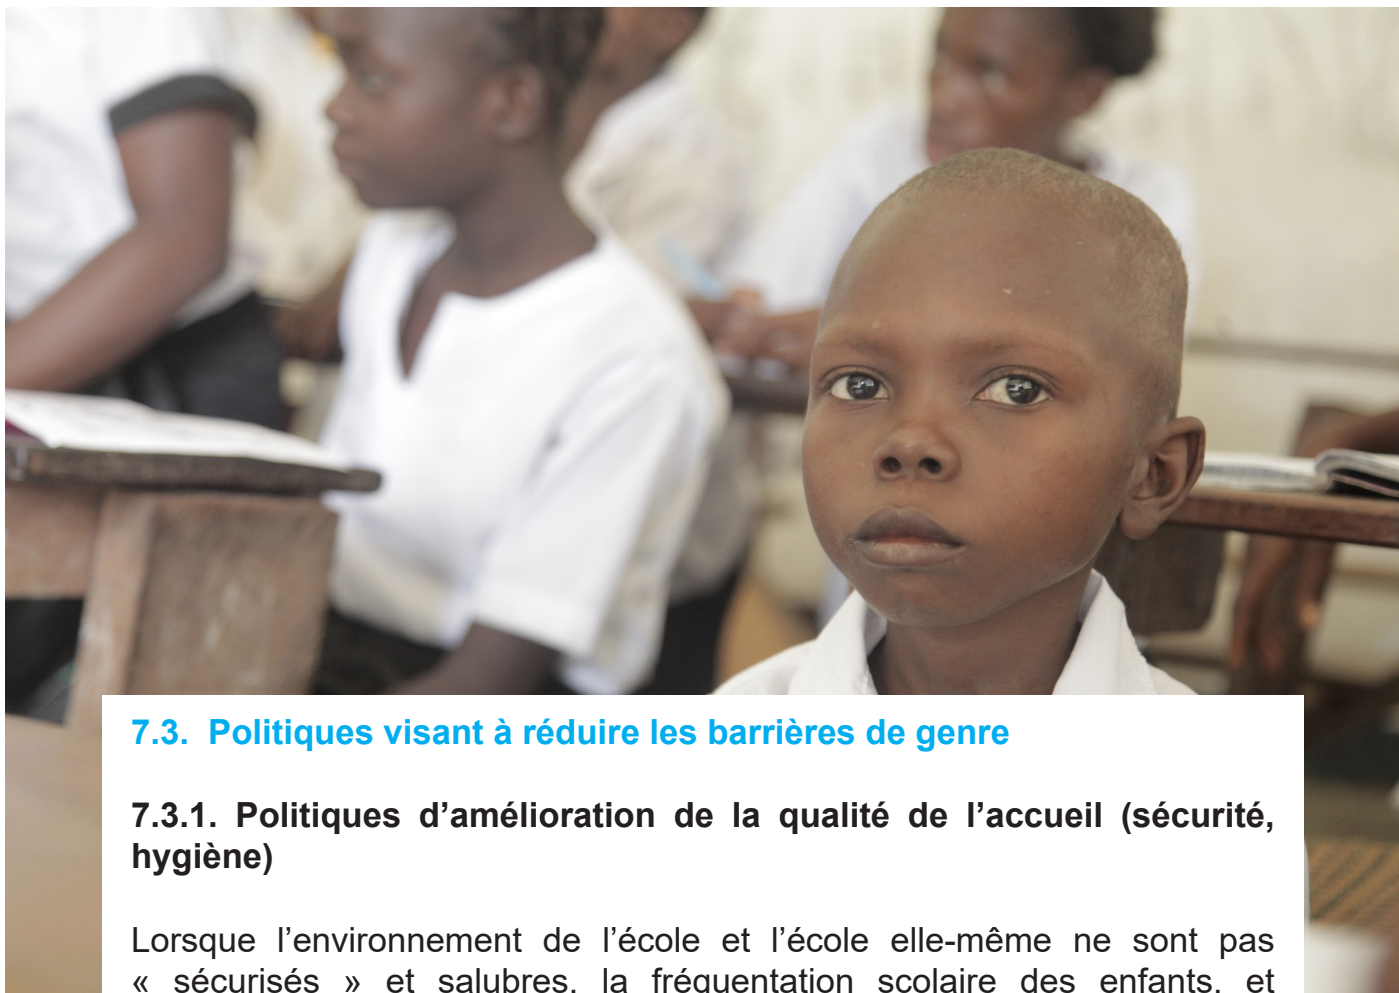 7.3. Politiques visant à réduire les barrières de genre
7.3.1. Politiques d’amélioration de la qualité de l’accueil (sécurité,
hygiène)
Lorsque l’environnement de l’école et l’école elle-même ne sont pas
« sécurisés » et salubres, la fréquentation scolaire des enfants, et